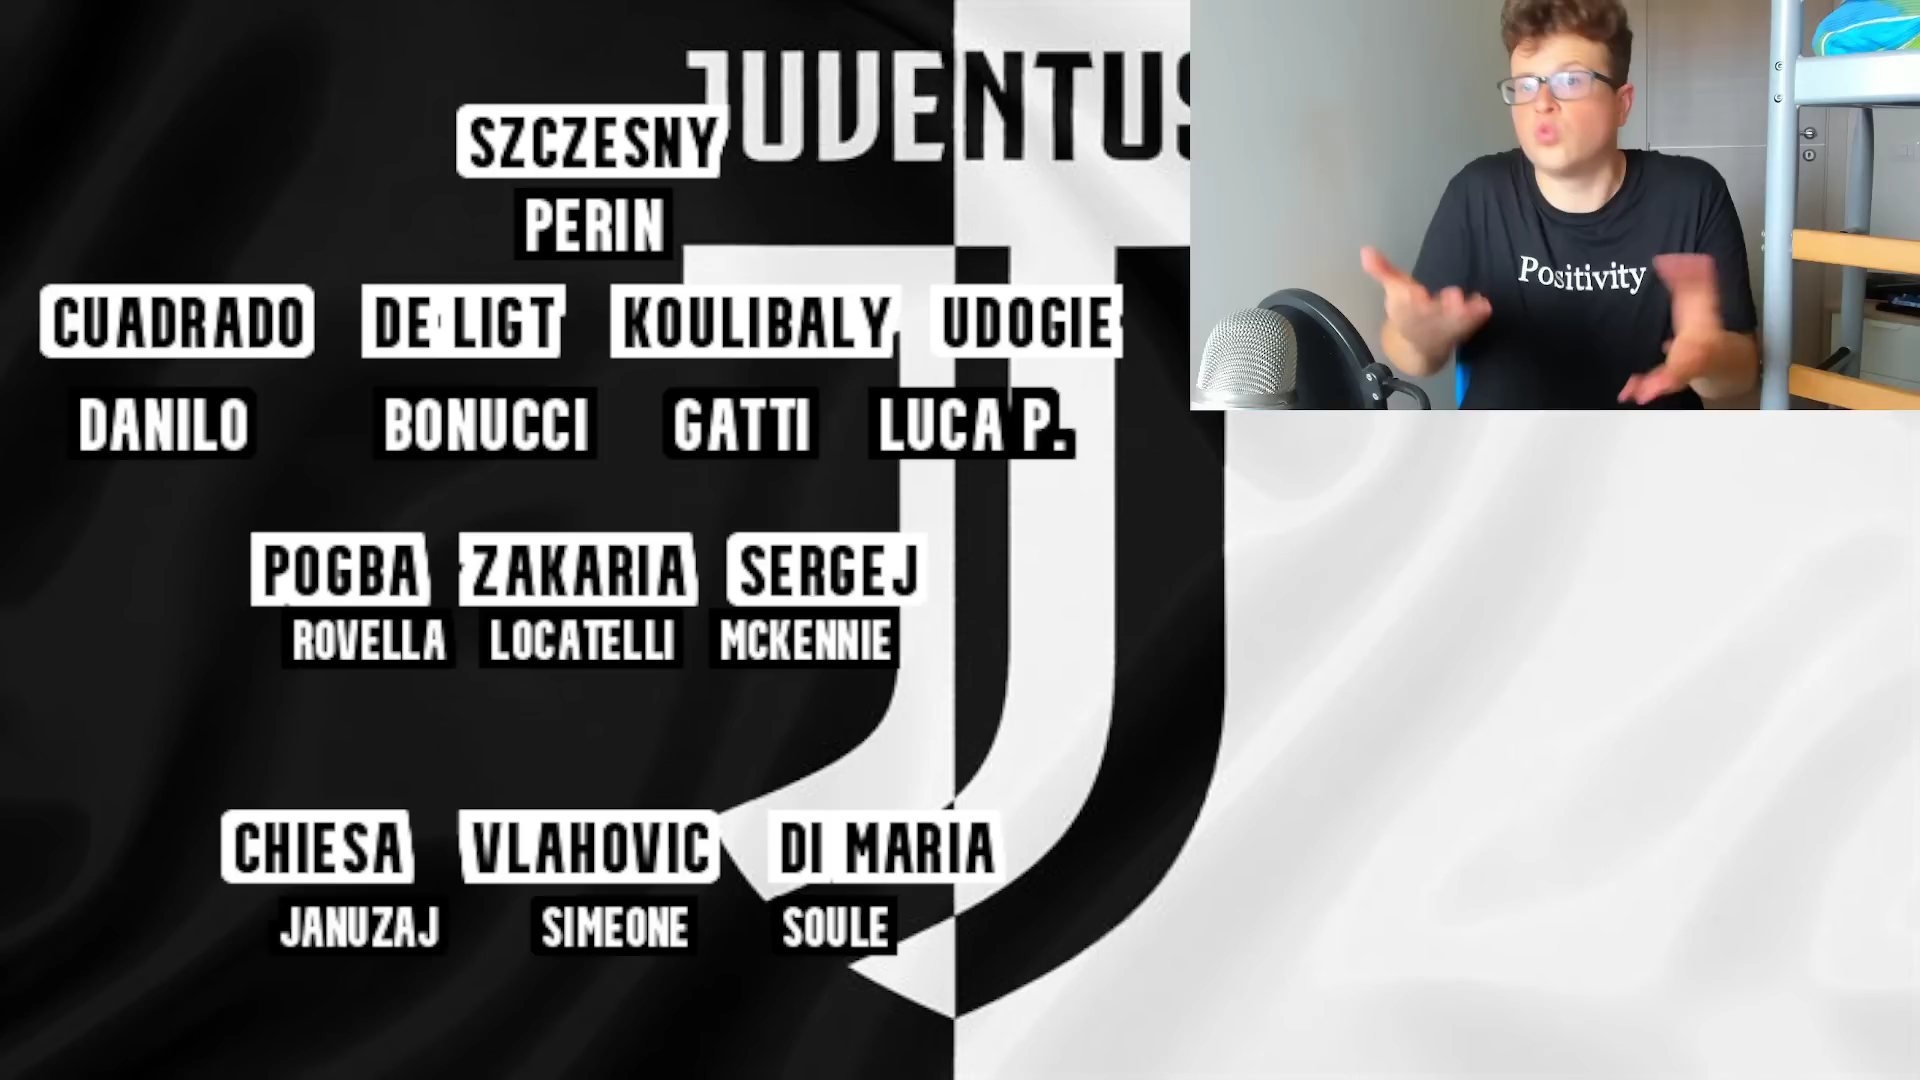 JUVENTUS
SZCZESNY
PERIN
CUADRADO DE LIGT KOULIBALY UDOGIE
DANILO BONUCCI GATTI LUCA P.
POGBA ZAKARIA SERGEJ
ROVELLA LOCATELLI MCKENNIE
CHIESA VLAHOVIC DI MARIA
JANUZAJ SIMEONE SOULE
Positivity